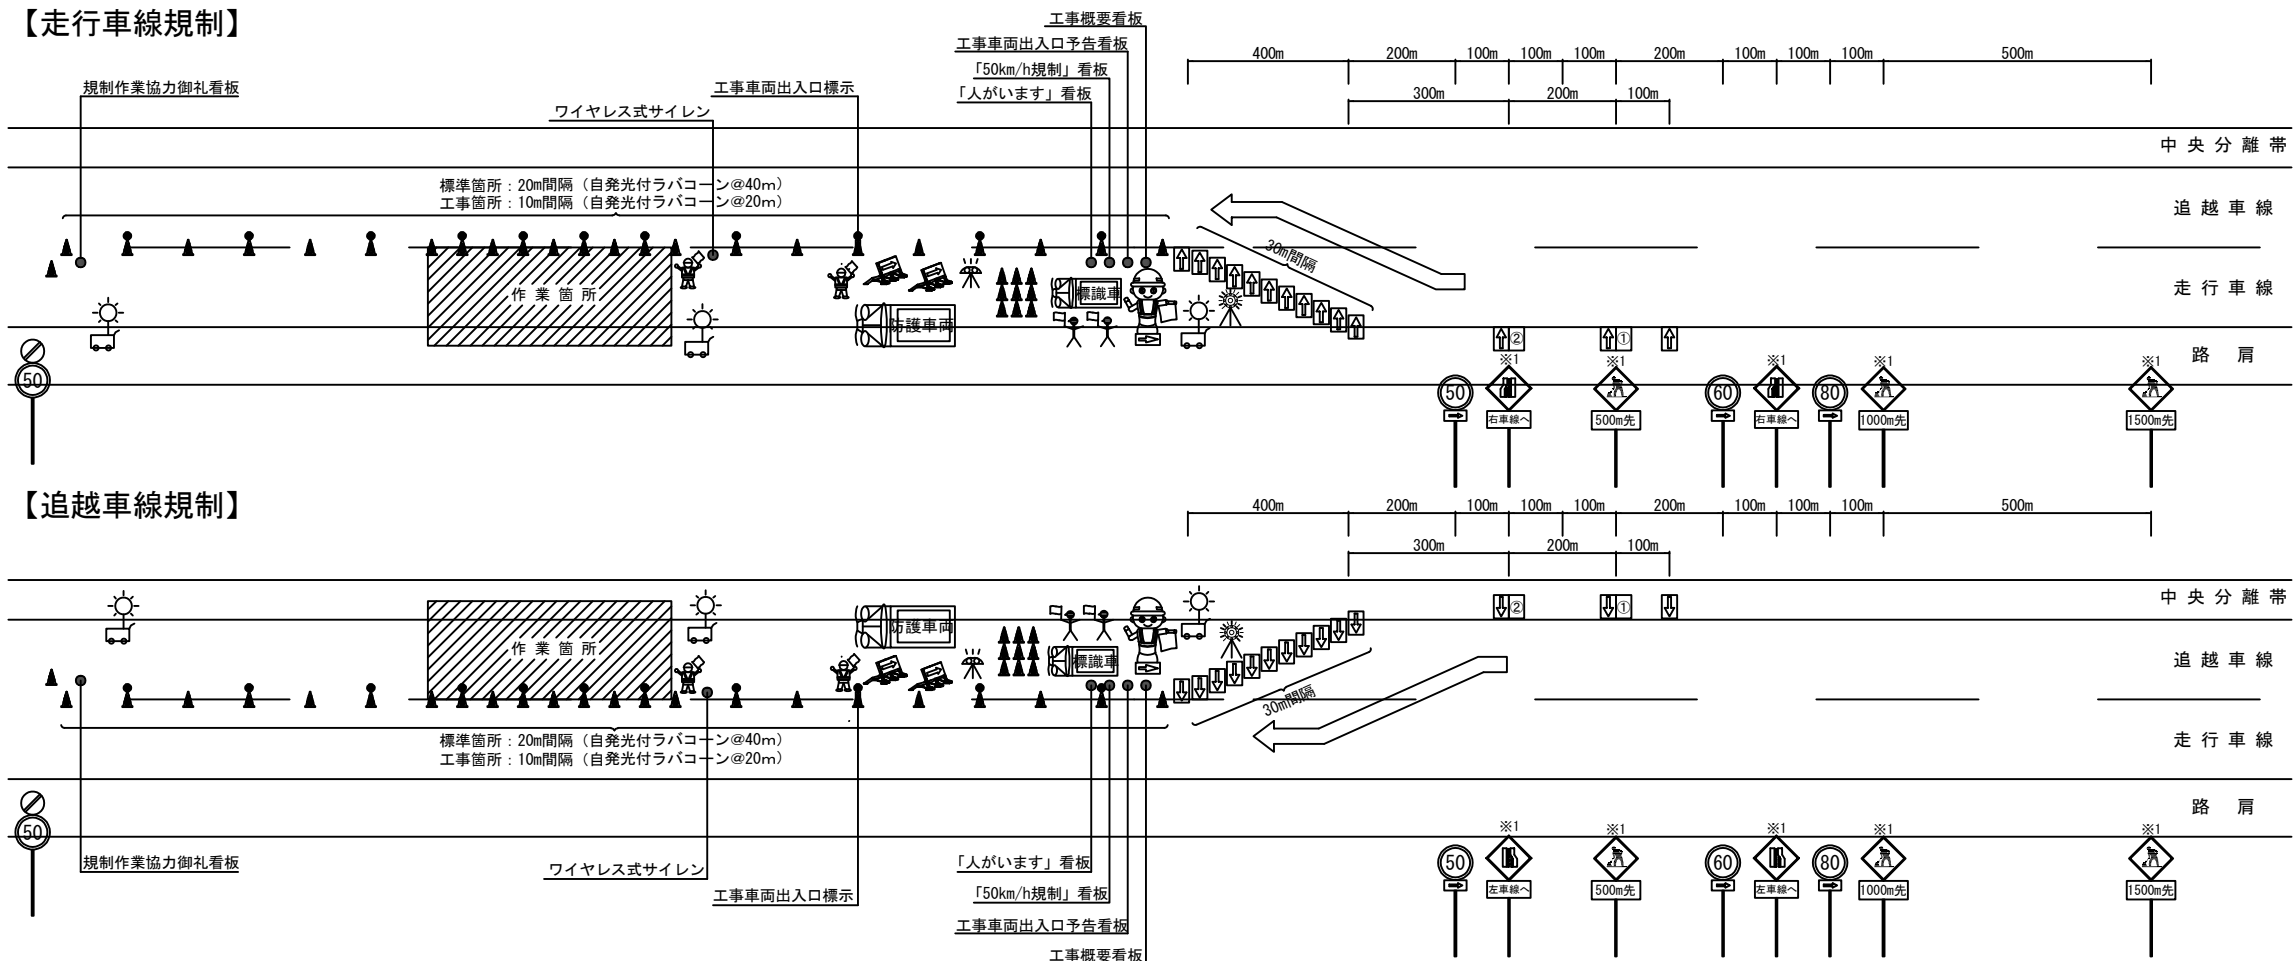 【走行車線規制】
工事概要看板
工事車両出入口予告看板
「50km/h規制」看板
「人がいます」看板
規制作業協力御礼看板
工事車両出入口標示
ワイヤレス式サイレン
400m 200m 100m 100m 100m 200m 100m 100m 100m 500m
300m 200m 100m
中央分離帯
標準箇所：20m間隔（自発光付ラバコーン@40m）
工事箇所：10m間隔（自発光付ラバコーン@20m）
追越車線
30m間隔
作業箇所
標識車
走行車線
防護車両
② ①
路肩
※1 ※1 ※1 ※1 ※1
50 50 60 80
右車線へ 500m先 右車線へ 1000m先 1500m先
【追越車線規制】
400m 200m 100m 100m 100m 200m 100m 100m 100m 500m
300m 200m 100m
中央分離帯
② ①
防護車両
作業箇所
標識車
追越車線
30m間隔
標準箇所：20m間隔（自発光付ラバコーン@40m）
工事箇所：10m間隔（自発光付ラバコーン@20m）
走行車線
路肩
※1 ※1 ※1 ※1 ※1
50 50 60 80
左車線へ 500m先 左車線へ 1000m先 1500m先
規制作業協力御礼看板
ワイヤレス式サイレン
工事車両出入口標示
「人がいます」看板
「50km/h規制」看板
工事車両出入口予告看板
工事概要看板